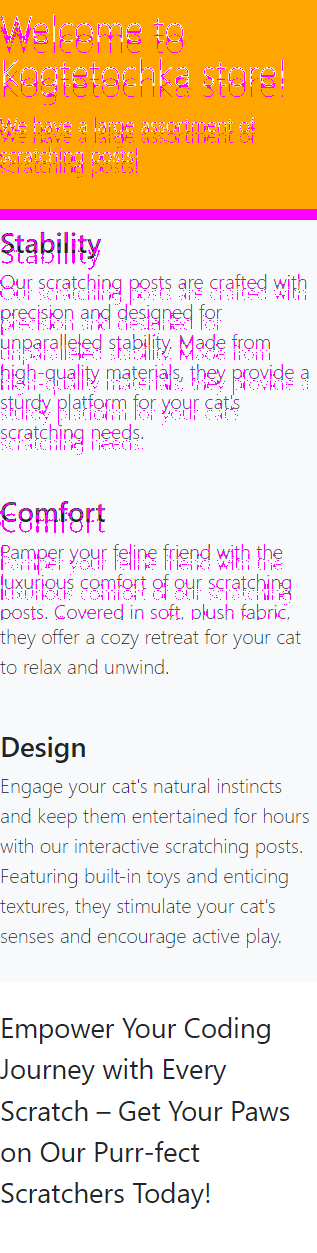 Welcome to
Kogtetochka store!
We have a large assortment of
scratching posts!
Stability
Our scratching posts are crafted with
precision and designed for
unparalleled stability. Made from
high-quality materials, they provide a
sturdy platform for your cat's
scratching needs.
Comfort
Pamper your feline friend with the
luxurious comfort of our scratching
posts. Covered in soft, plush fabric,
they offer a cozy retreat for your cat
to relax and unwind.
Design
Engage your cat's natural instincts
and keep them entertained for hours
with our interactive scratching posts.
Featuring built-in toys and enticing
textures, they stimulate your cat's
senses and encourage active play.
Empower Your Coding
Journey with Every
Scratch – Get Your Paws
on Our Purr-fect
Scratchers Today!